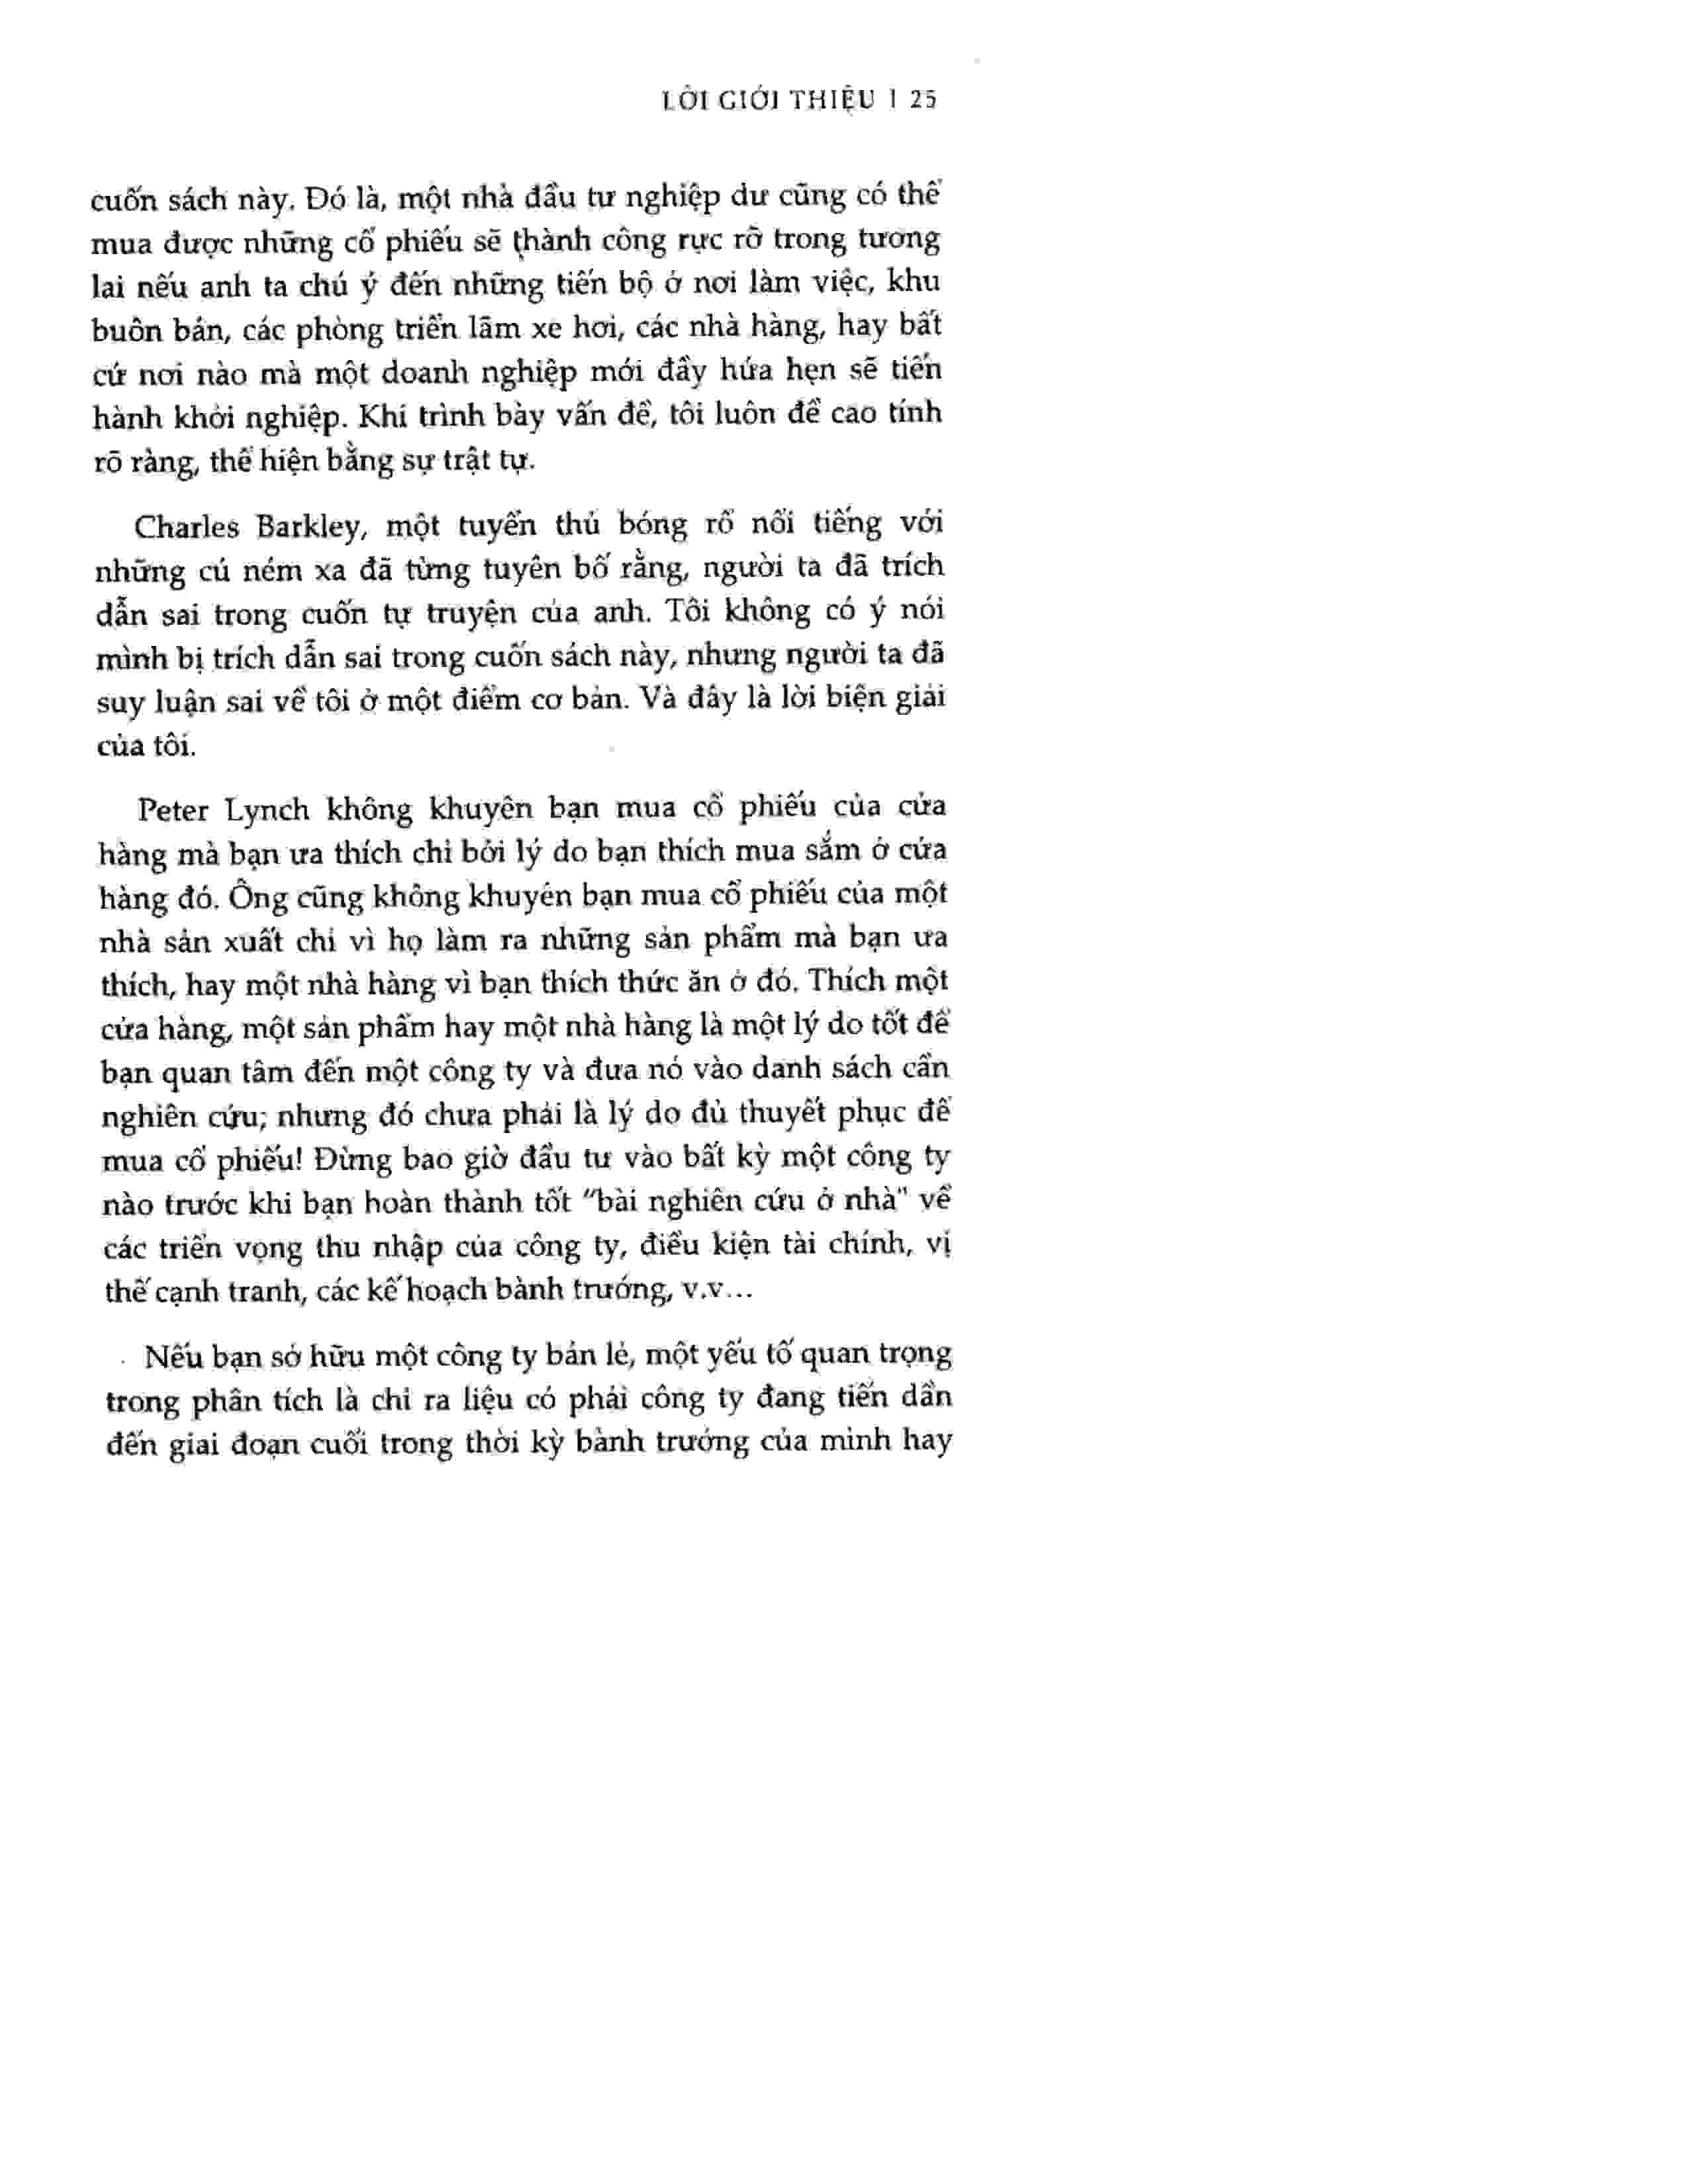 LỜI GIỚI THIỆU | 25
cuốn sách này. Đó là, một nhà đầu tư nghiệp dư cũng có thể
mua được những cổ phiếu sẽ thành công rực rỡ trong tương
lai nếu anh ta chú ý đến những tiến bộ ở nơi làm việc, khu
buôn bán, các phòng triển lãm xe hơi, các nhà hàng, hay bất
cứ nơi nào mà một doanh nghiệp mới đầy hứa hẹn sẽ tiến
hành khởi nghiệp. Khi trình bày vấn đề, tôi luôn đề cao tính
rõ ràng, thể hiện bằng sự trật tự.
Charles Barkley, một tuyển thủ bóng rổ nổi tiếng với
những cú ném xa đã từng tuyên bố rằng, người ta đã trích
dẫn sai trong cuốn tự truyện của anh. Tôi không có ý nói
mình bị trích dẫn sai trong cuốn sách này, nhưng người ta đã
suy luận sai về tôi ở một điểm cơ bản. Và đây là lời biện giải
của tôi.
Peter Lynch không khuyên bạn mua cổ phiếu của cửa
hàng mà bạn ưa thích chỉ bởi lý do bạn thích mua sắm ở cửa
hàng đó. Ông cũng không khuyên bạn mua cổ phiếu của một
nhà sản xuất chỉ vì họ làm ra những sản phẩm mà bạn ưa
thích, hay một nhà hàng vì bạn thích thức ăn ở đó. Thích một
cửa hàng, một sản phẩm hay một nhà hàng là một lý do tốt để
bạn quan tâm đến một công ty và đưa nó vào danh sách cần
nghiên cứu; nhưng đó chưa phải là lý do đủ thuyết phục để
mua cổ phiếu! Đừng bao giờ đầu tư vào bất kỳ một công ty
nào trước khi bạn hoàn thành tốt "bài nghiên cứu ở nhà" về
các triển vọng thu nhập của công ty, điều kiện tài chính, vị
thế cạnh tranh, các kế hoạch bành trướng, v.v...
Nếu bạn sở hữu một công ty bán lẻ, một yếu tố quan trọng
trong phân tích là chỉ ra liệu có phải công ty đang tiến dần
đến giai đoạn cuối trong thời kỳ bành trướng của mình hay